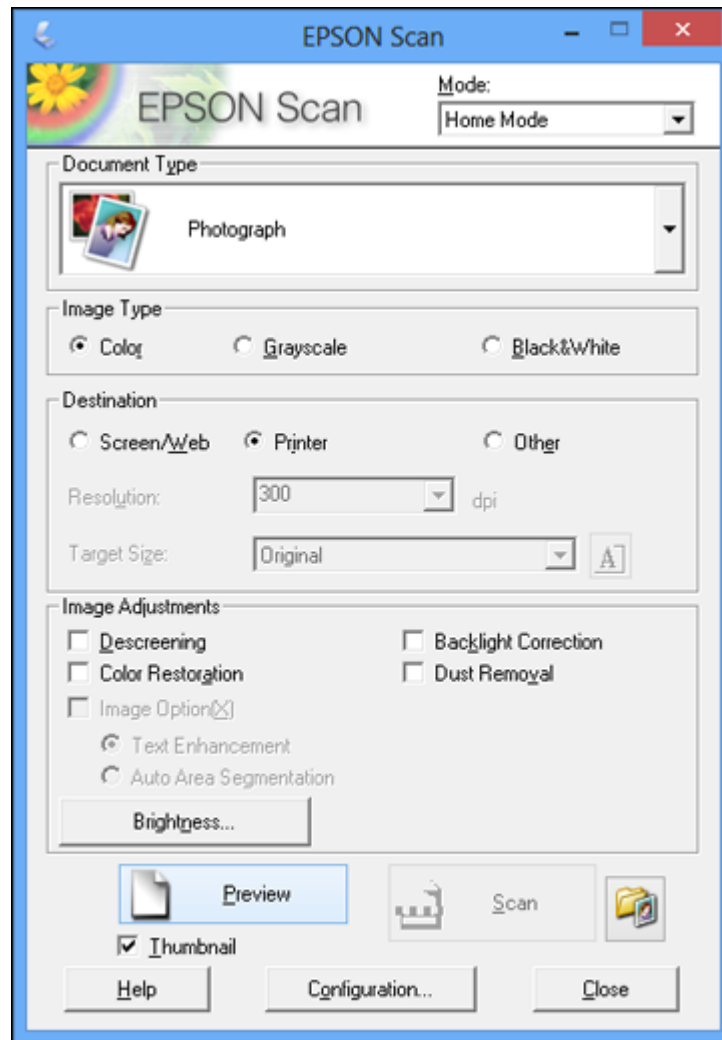 EPSON Scan
EPSON Scan
Mode:
Home Mode
Document Type
Photograph
Image Type
Color
Grayscale
Black&White
Destination
Screen/Web
Printer
Other
Resolution:
300
dpi
Target Size:
Original
A
Image Adjustments
Descreening
Backlight Correction
Color Restoration
Dust Removal
Image Option(X)
Text Enhancement
Auto Area Segmentation
Brightness...
Preview
Scan
Thumbnail
Help
Configuration...
Close